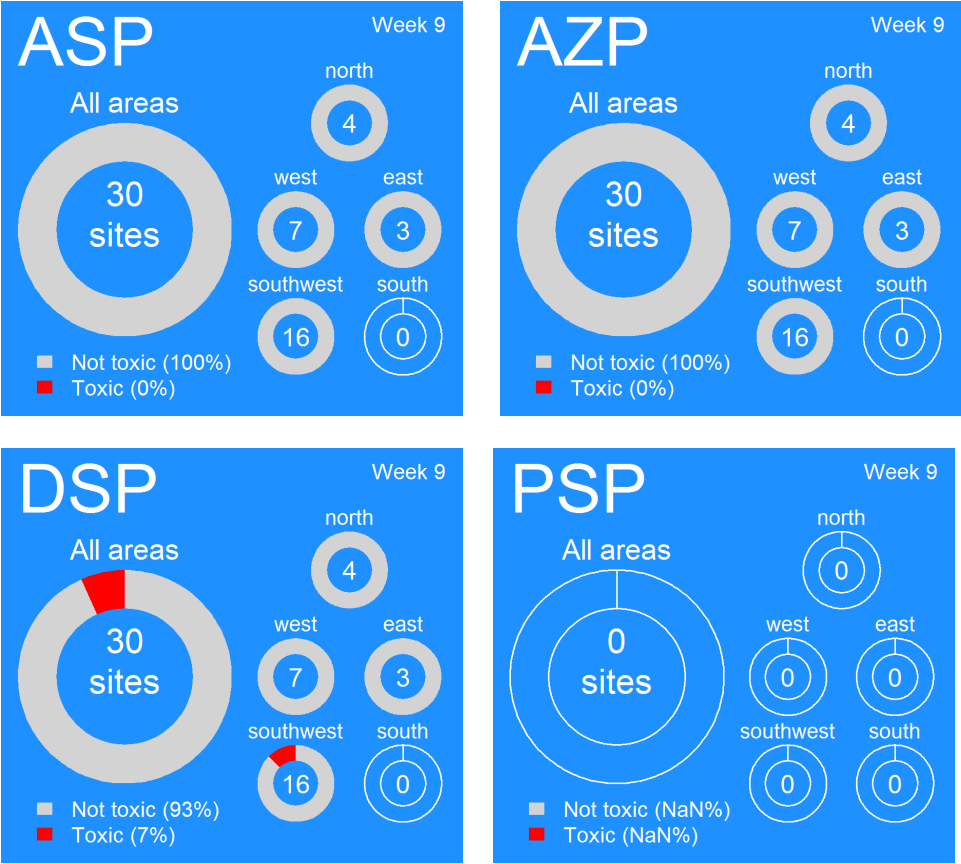 ASP
Week 9
north
All areas
4
30
sites
west
east
7
3
southwest
south
16
0
Not toxic (100%)
Toxic (0%)
AZP
Week 9
north
All areas
4
30
sites
west
east
7
3
southwest
south
16
0
Not toxic (100%)
Toxic (0%)
DSP
Week 9
north
All areas
4
30
sites
west
east
7
3
southwest
south
16
0
Not toxic (93%)
Toxic (7%)
PSP
Week 9
north
All areas
0
0
sites
west
east
0
0
southwest
south
0
0
Not toxic (NaN%)
Toxic (NaN%)